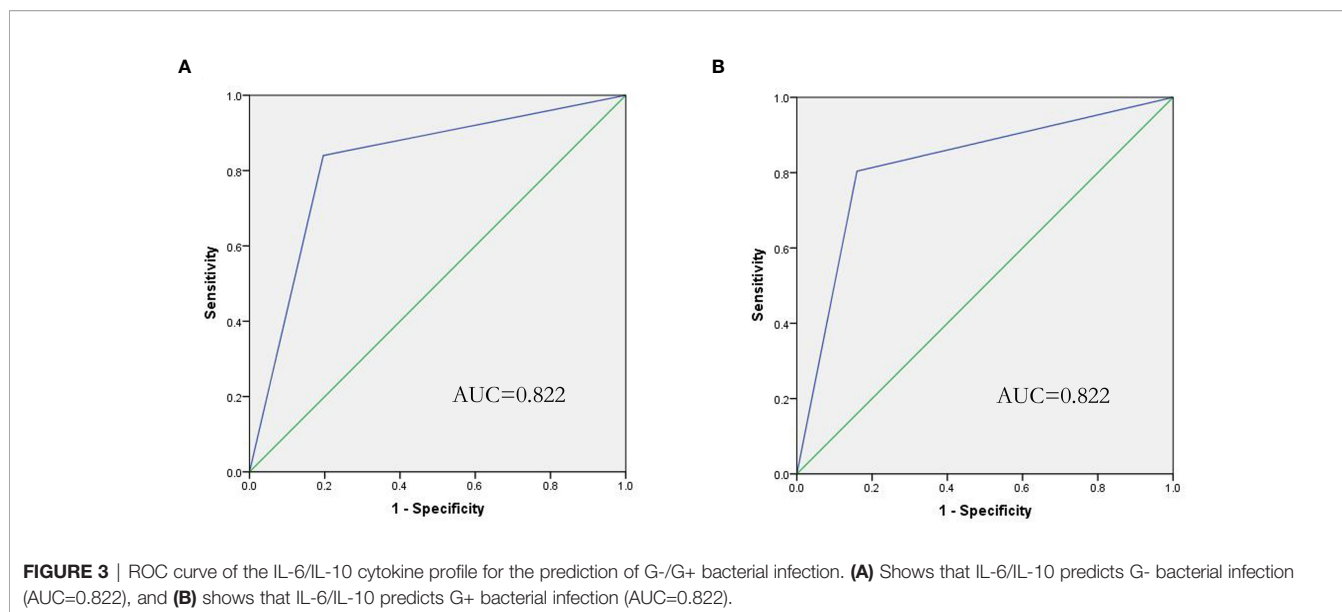 A
1.0
0.8
0.6
0.4
0.2
0.0
Sensitivity
AUC=0.822
0.0 0.2 0.4 0.6 0.8 1.0
1 - Specificity
B
1.0
0.8
0.6
0.4
0.2
0.0
Sensitivity
AUC=0.822
0.0 0.2 0.4 0.6 0.8 1.0
1 - Specificity
FIGURE 3 | ROC curve of the IL-6/IL-10 cytokine profile for the prediction of G-/G+ bacterial infection. (A) Shows that IL-6/IL-10 predicts G- bacterial infection
(AUC=0.822), and (B) shows that IL-6/IL-10 predicts G+ bacterial infection (AUC=0.822).